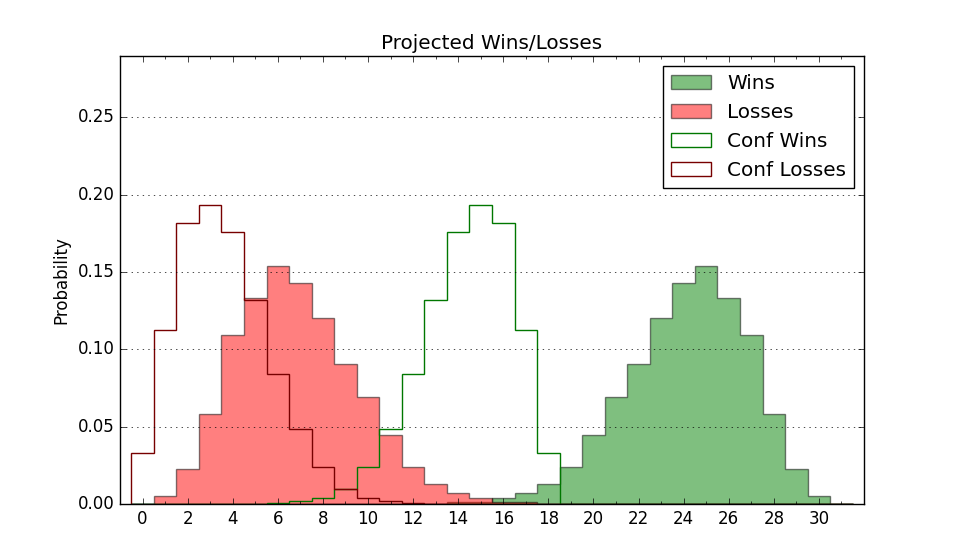 Projected Wins/Losses
Wins
Losses
Conf Wins
Conf Losses
Probability
0.25
0.20
0.15
0.10
0.05
0.00
0 2 4 6 8 10 12 14 16 18 20 22 24 26 28 30